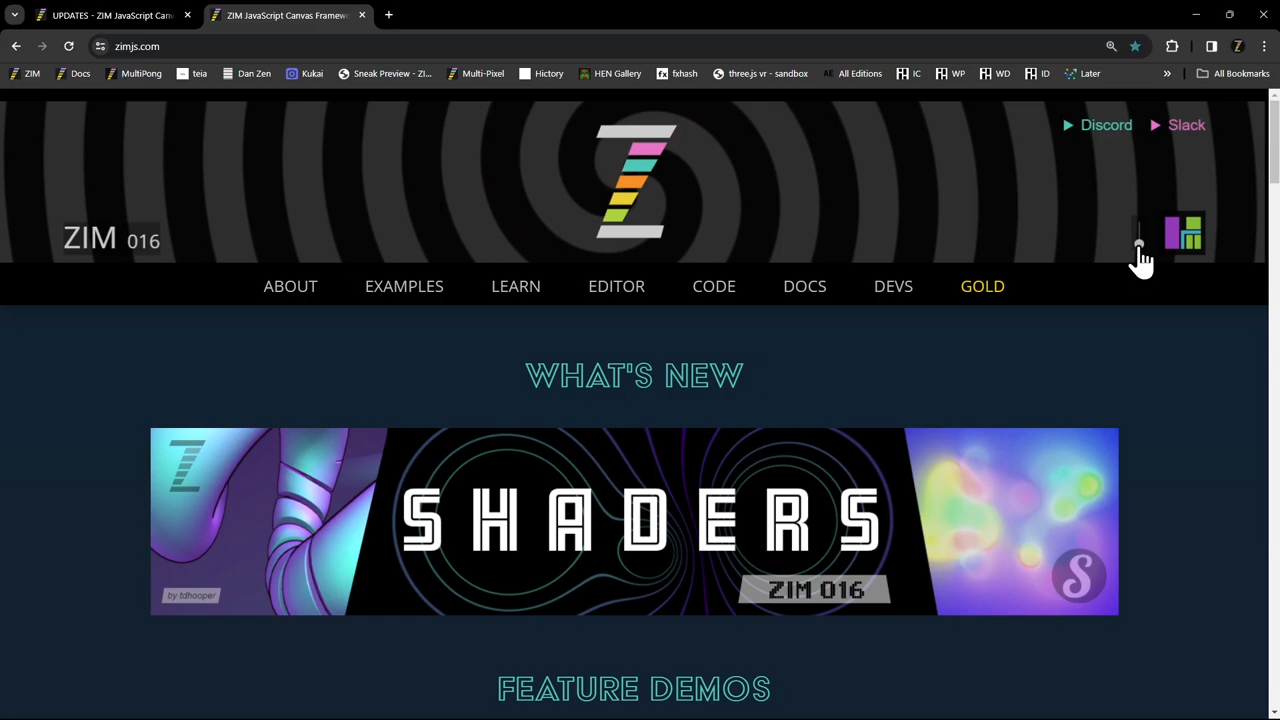 UPDATES - ZIM JavaScript Canv
ZIM JavaScript Canvas Framew
zimjs.com
ZIM
Docs
MultiPong
teia
Dan Zen
Kukai
Sneak Preview - ZI...
Multi-Pixel
Hictory
HEN Gallery
fx fxhash
three.js vr - sandbox
AE All Editions
IC
WP
WD
ID
Later
» All Bookmarks
Discord Slack
ZIM 016
ABOUT EXAMPLES LEARN EDITOR CODE DOCS DEVS GOLD
WHAT'S NEW
SHADERS
ZIM 016
by tdhooper
FEATURE DEMOS